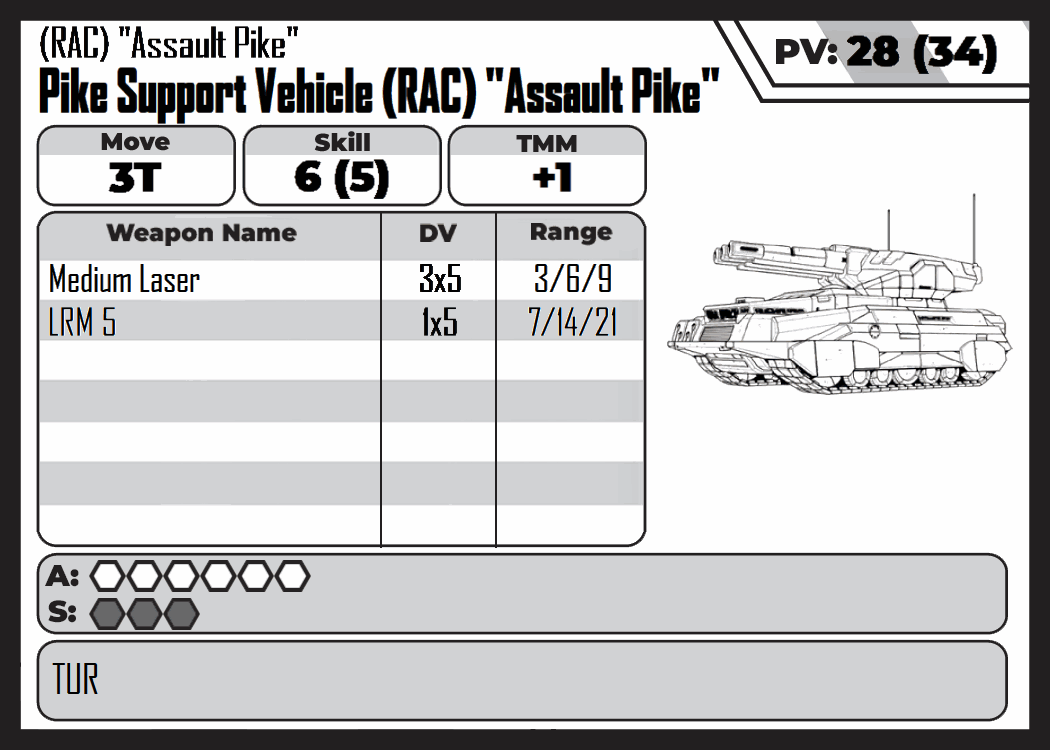 (RAC) "Assault Pike"
Pike Support Vehicle (RAC) "Assault Pike"
PV: 28 (34)
Move Skill TMM
3T 6 (5) +1
Weapon Name DV Range
Medium Laser 3x5 3/6/9
LRM 5 1x5 7/14/21
A:
S:
TUR